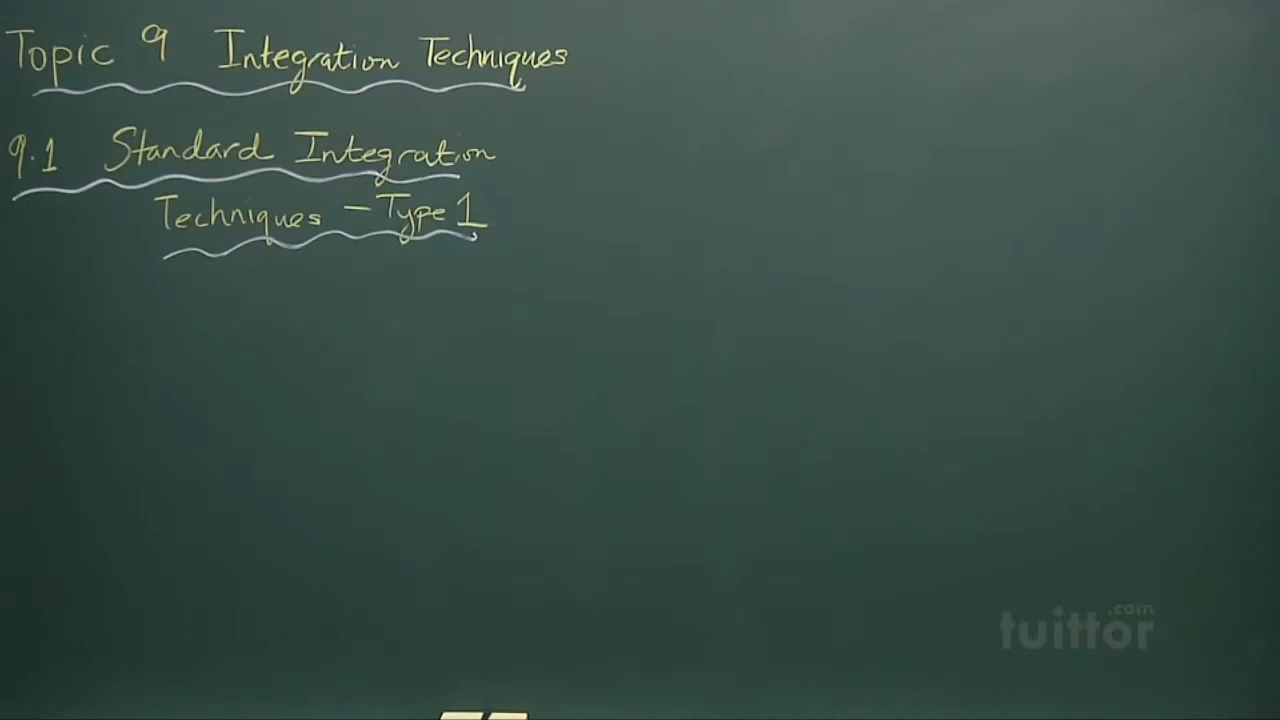 Topic 9 Integration Techniques
9.1 Standard Integration
Techniques - Type 1
tuittor.com